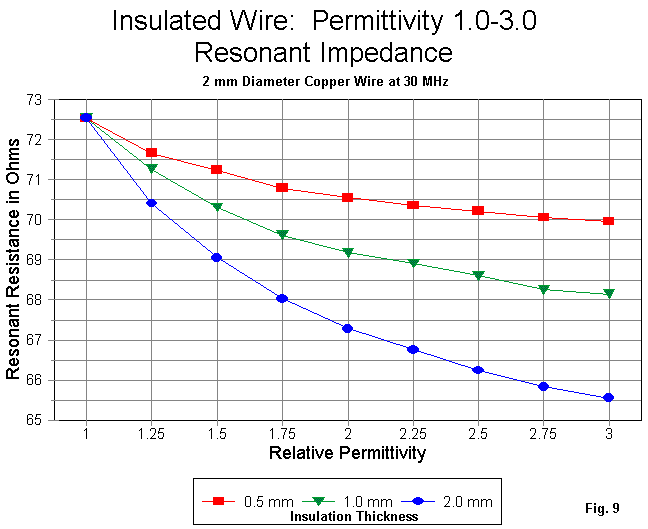 Insulated Wire:  Permittivity 1.0-3.0
Resonant Impedance
2 mm Diameter Copper Wire at 30 MHz
Resonant Resistance in Ohms
73
72
71
70
69
68
67
66
65
1 1.25 1.5 1.75 2 2.25 2.5 2.75 3
Relative Permittivity
0.5 mm 1.0 mm 2.0 mm
Insulation Thickness
Fig. 9